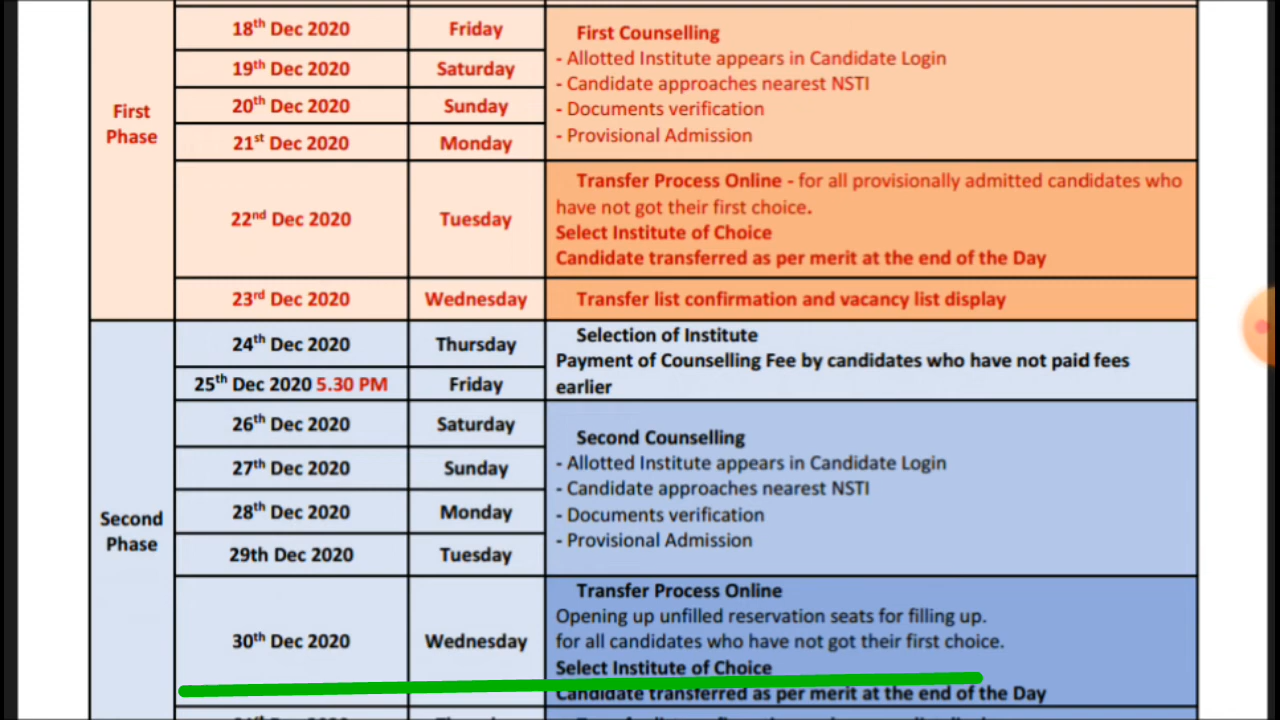 First
Phase
18th Dec 2020 Friday
19th Dec 2020 Saturday
20th Dec 2020 Sunday
21st Dec 2020 Monday
First Counselling
- Allotted Institute appears in Candidate Login
- Candidate approaches nearest NSTI
- Documents verification
- Provisional Admission
22nd Dec 2020 Tuesday
Transfer Process Online - for all provisionally admitted candidates who
have not got their first choice.
Select Institute of Choice
Candidate transferred as per merit at the end of the Day
23rd Dec 2020 Wednesday Transfer list confirmation and vacancy list display
Second
Phase
24th Dec 2020 Thursday
25th Dec 2020 5.30 PM Friday
Selection of Institute
Payment of Counselling Fee by candidates who have not paid fees
earlier
26th Dec 2020 Saturday
27th Dec 2020 Sunday
28th Dec 2020 Monday
29th Dec 2020 Tuesday
Second Counselling
- Allotted Institute appears in Candidate Login
- Candidate approaches nearest NSTI
- Documents verification
- Provisional Admission
30th Dec 2020 Wednesday
Transfer Process Online
Opening up unfilled reservation seats for filling up.
for all candidates who have not got their first choice.
Select Institute of Choice
Candidate transferred as per merit at the end of the Day